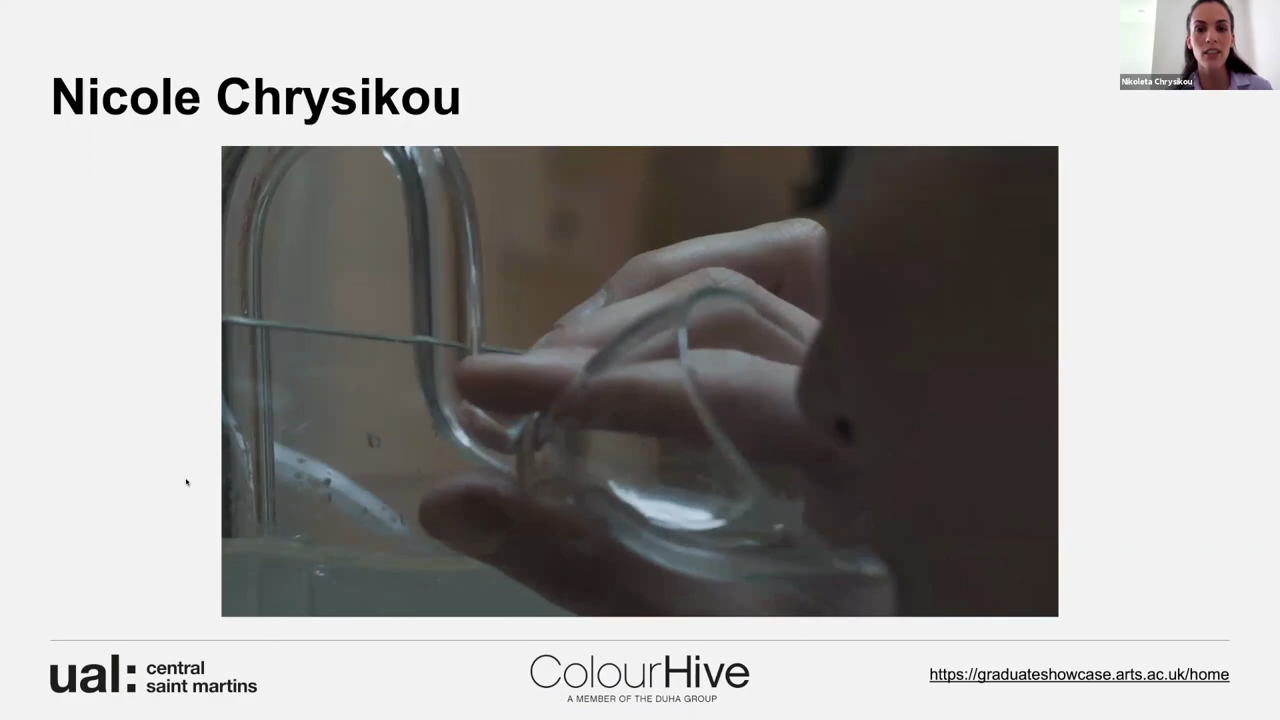 Nikoleta Chrysikou
Nicole Chrysikou
ual: central
saint martins
ColourHive
A MEMBER OF THE DUHA GROUP
https://graduateshowcase.arts.ac.uk/home